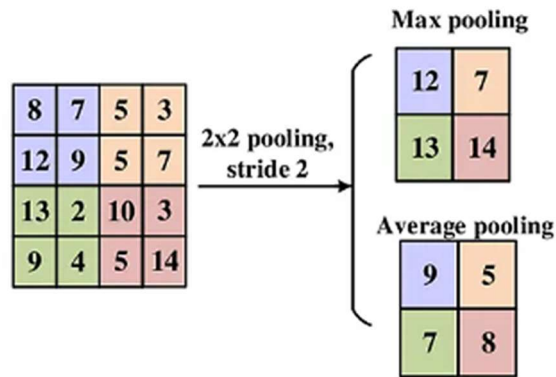 Max pooling
12 7
13 14
8 7 5 3
12 9 5 7
13 2 10 3
9 4 5 14
2x2 pooling,
stride 2
Average pooling
9 5
7 8